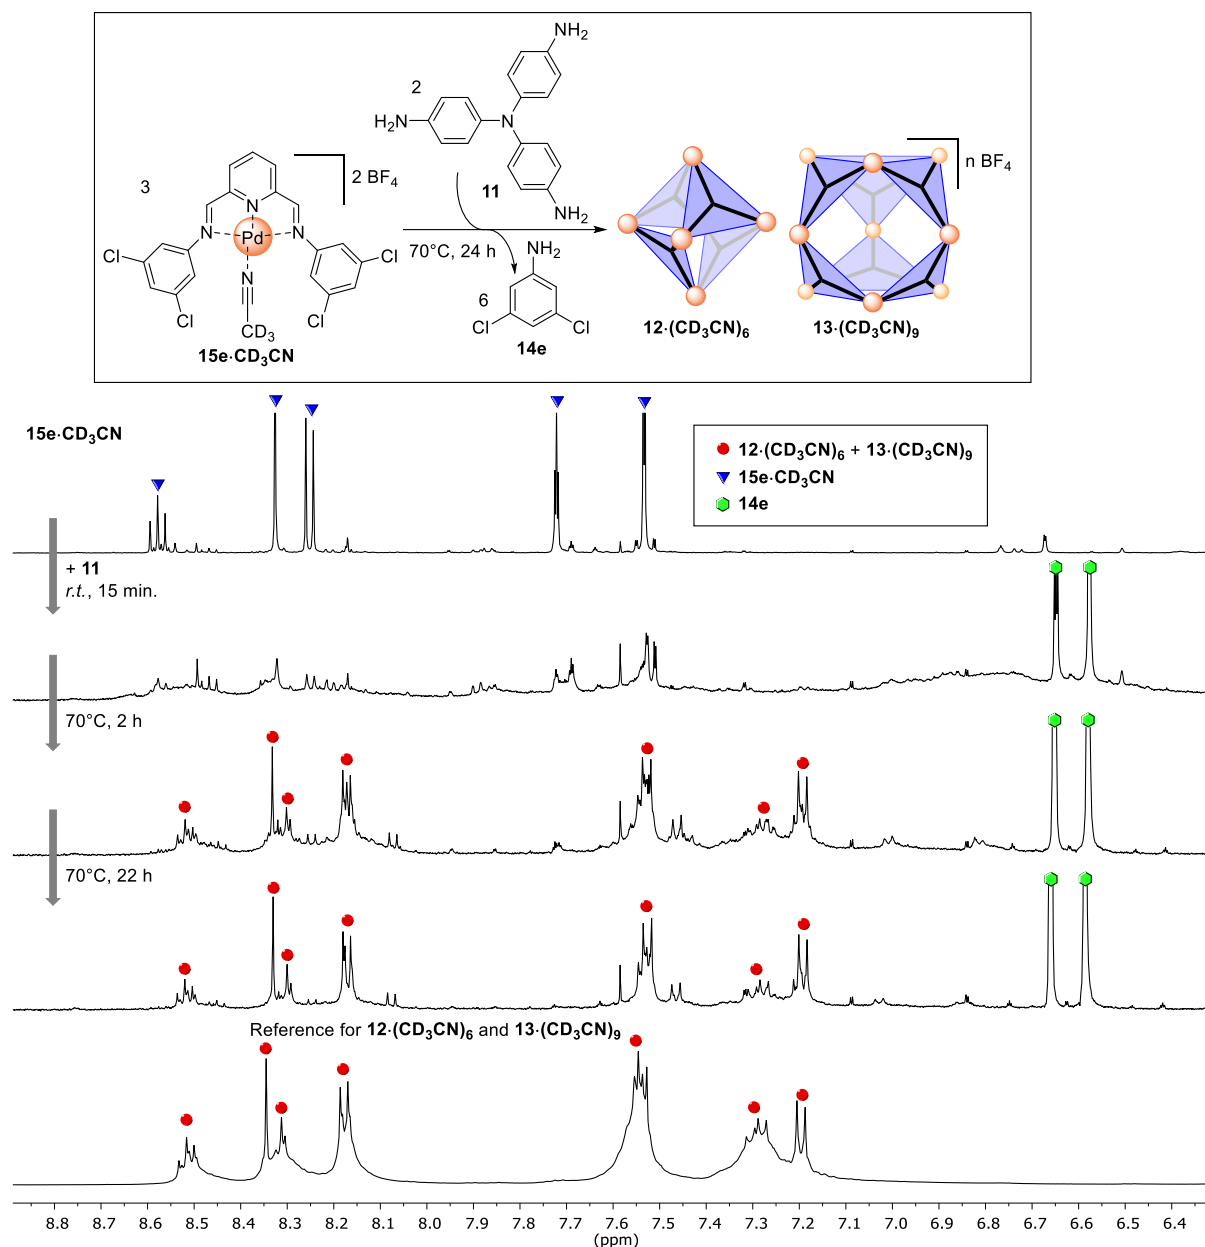 NH2
2
H2N
N
11
NH2
3
2 BF4
N
N
Pd
N
Cl
Cl
Cl
Cl
N
CD3
15e·CD3CN
70°C, 24 h
NH2
6
Cl
Cl
14e
12·(CD3CN)6
13·(CD3CN)9
n BF4
15e·CD3CN
12·(CD3CN)6 + 13·(CD3CN)9
15e·CD3CN
14e
+ 11
r.t., 15 min.
70°C, 2 h
70°C, 22 h
Reference for 12·(CD3CN)6 and 13·(CD3CN)9
8.8 8.6 8.5 8.4 8.3 8.2 8.1 8.0 7.9 7.8 7.7 7.6 7.5 7.4 7.3 7.2 7.1 7.0 6.9 6.8 6.7 6.6 6.5 6.4
(ppm)